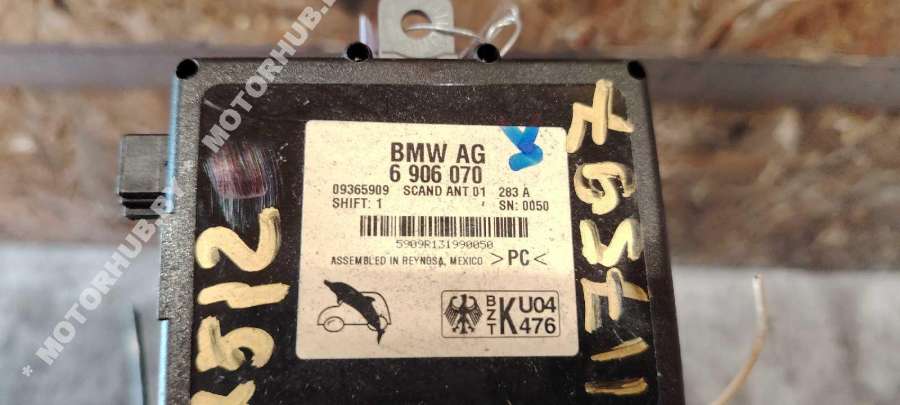 BMW AG
6 906 070
09365909 SCAND ANT 01 283 A
SHIFT: 1 SN: 0050
5909R131990050
ASSEMBLED IN REYNOSA, MEXICO >PC<
BZT K U04 476
MOTORHUB.B
* MOTORHUB.B